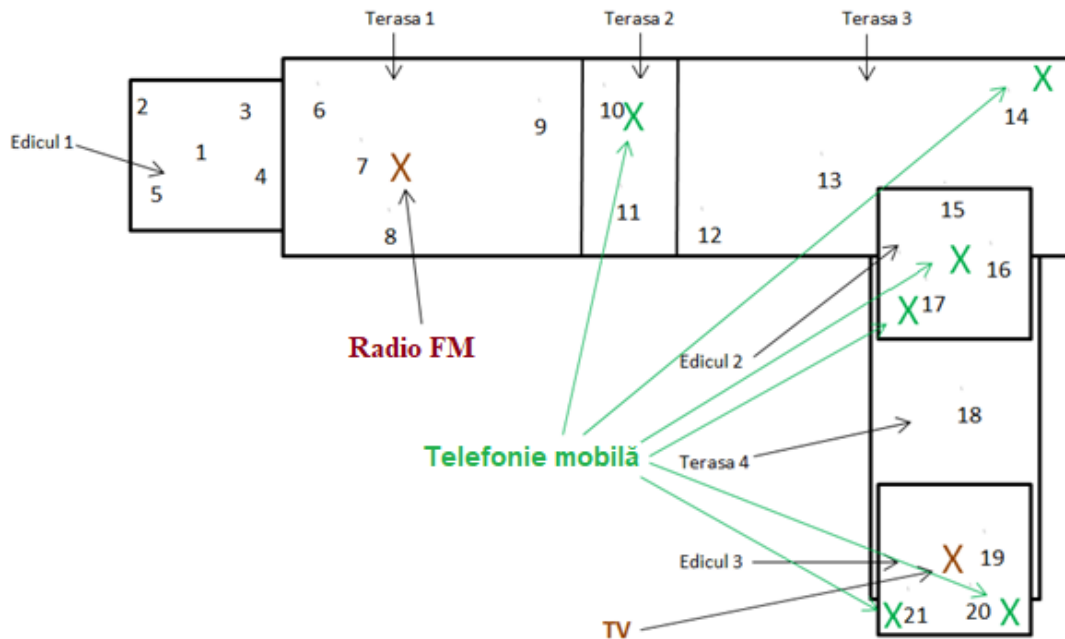 Terasa 1
Terasa 2
Terasa 3
2
3
6
10
X
X
14
9
Edicul 1
1
7
X
5
4
13
11
15
8
12
X
16
X
17
Radio FM
Edicul 2
18
Telefonie mobilă
Terasa 4
Edicul 3
X
19
X
21
20
X
TV